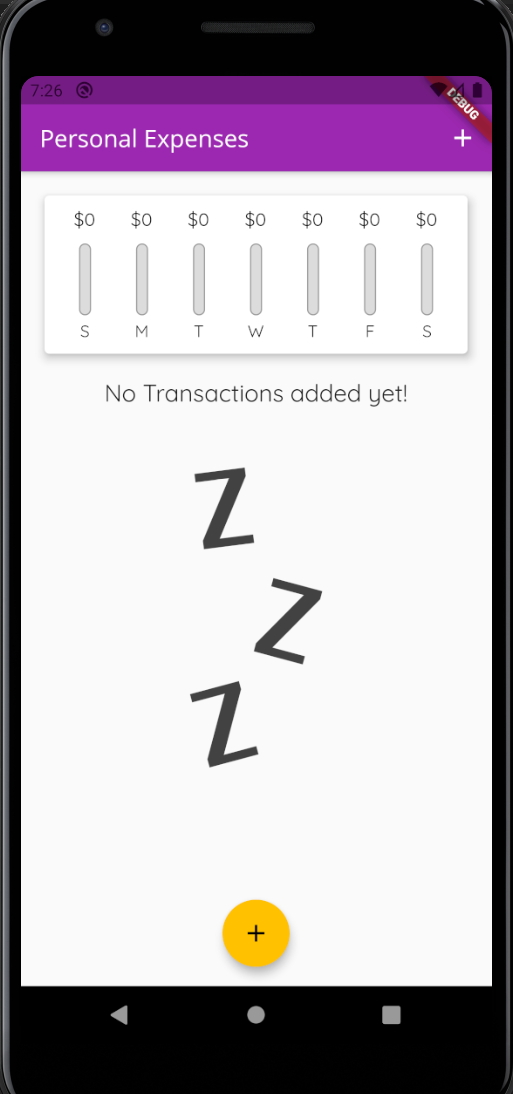 7:26
DEBUG
Personal Expenses +
$0 $0 $0 $0 $0 $0 $0
S M T W T F S
No Transactions added yet!
Z
Z
Z
+